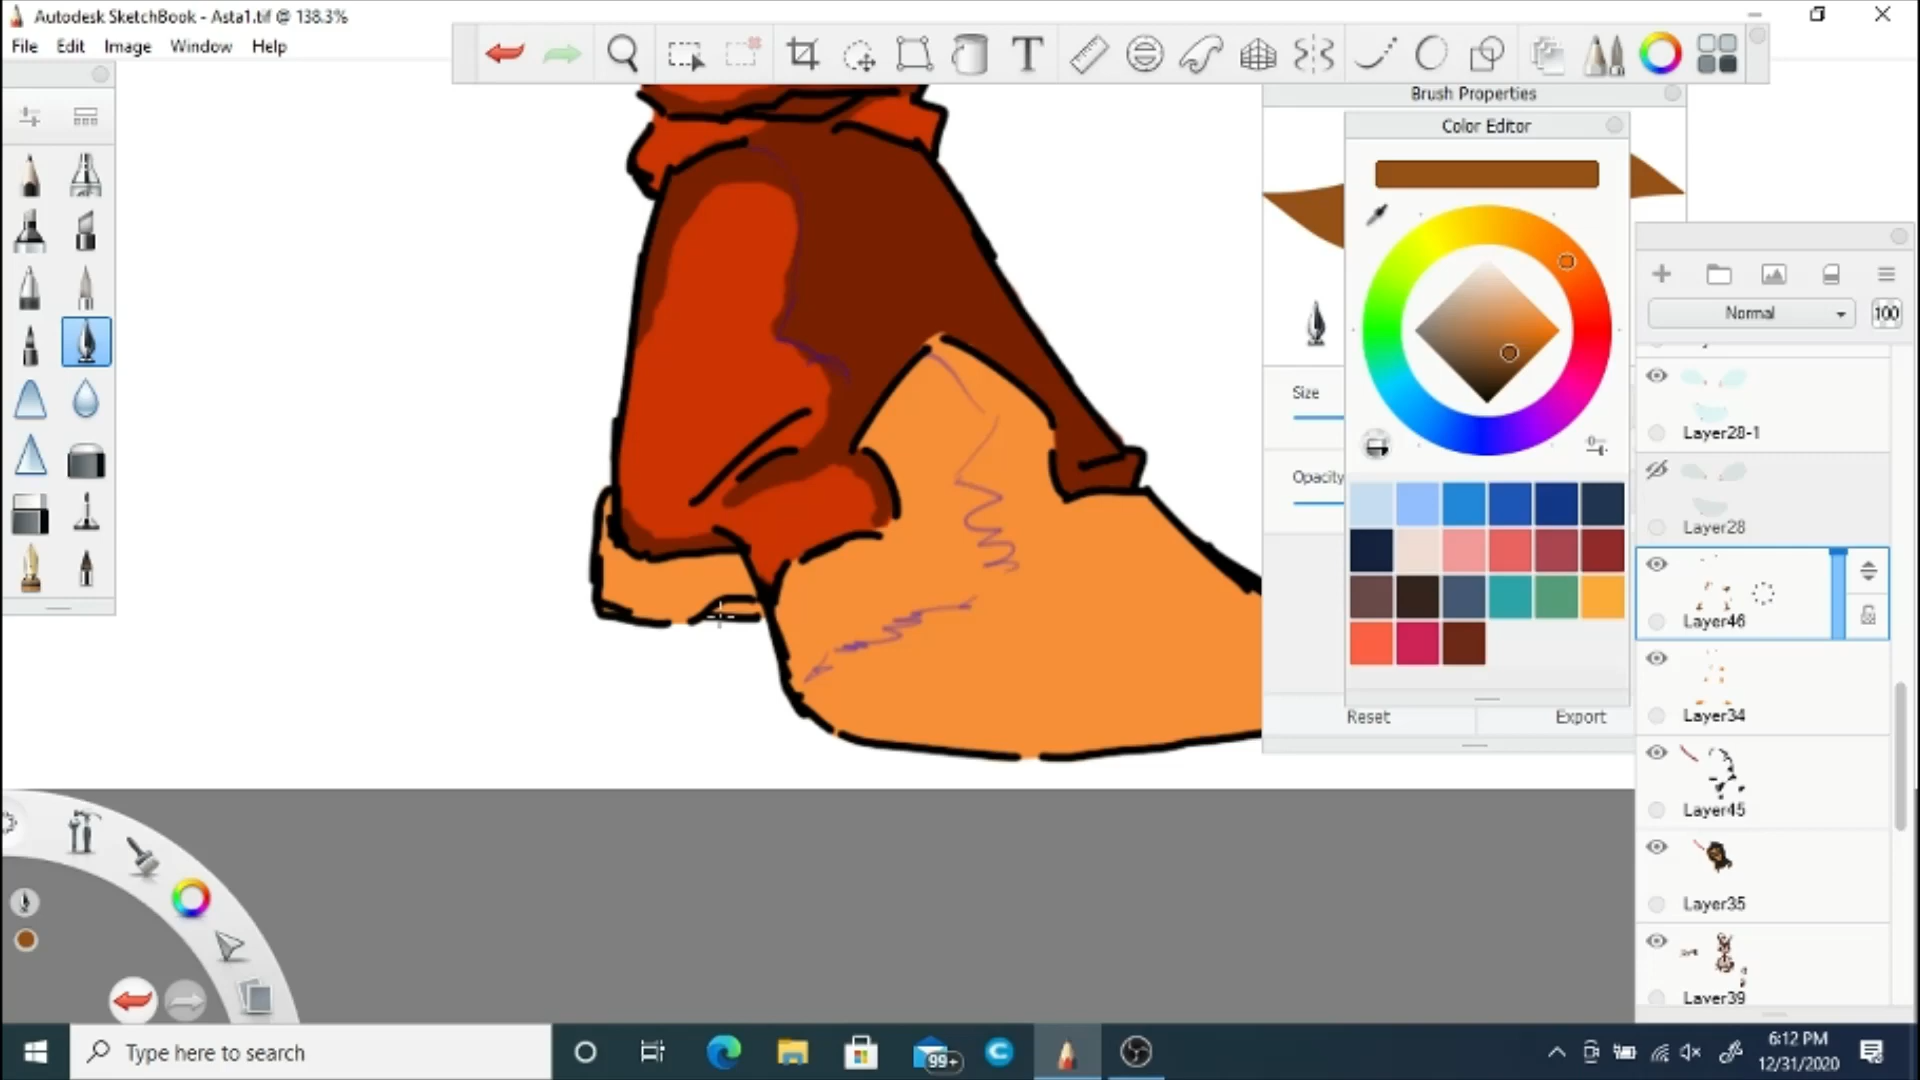 Autodesk SketchBook - Asta1.tif @ 138.3%
File Edit Image Window Help
T
Brush Properties
Color Editor
Normal
100
Size
Opacity
Layer28-1
Layer28
Layer46
Layer34
Reset Export
Layer45
Layer35
Layer39
Type here to search
99+
6:12 PM
12/31/2020